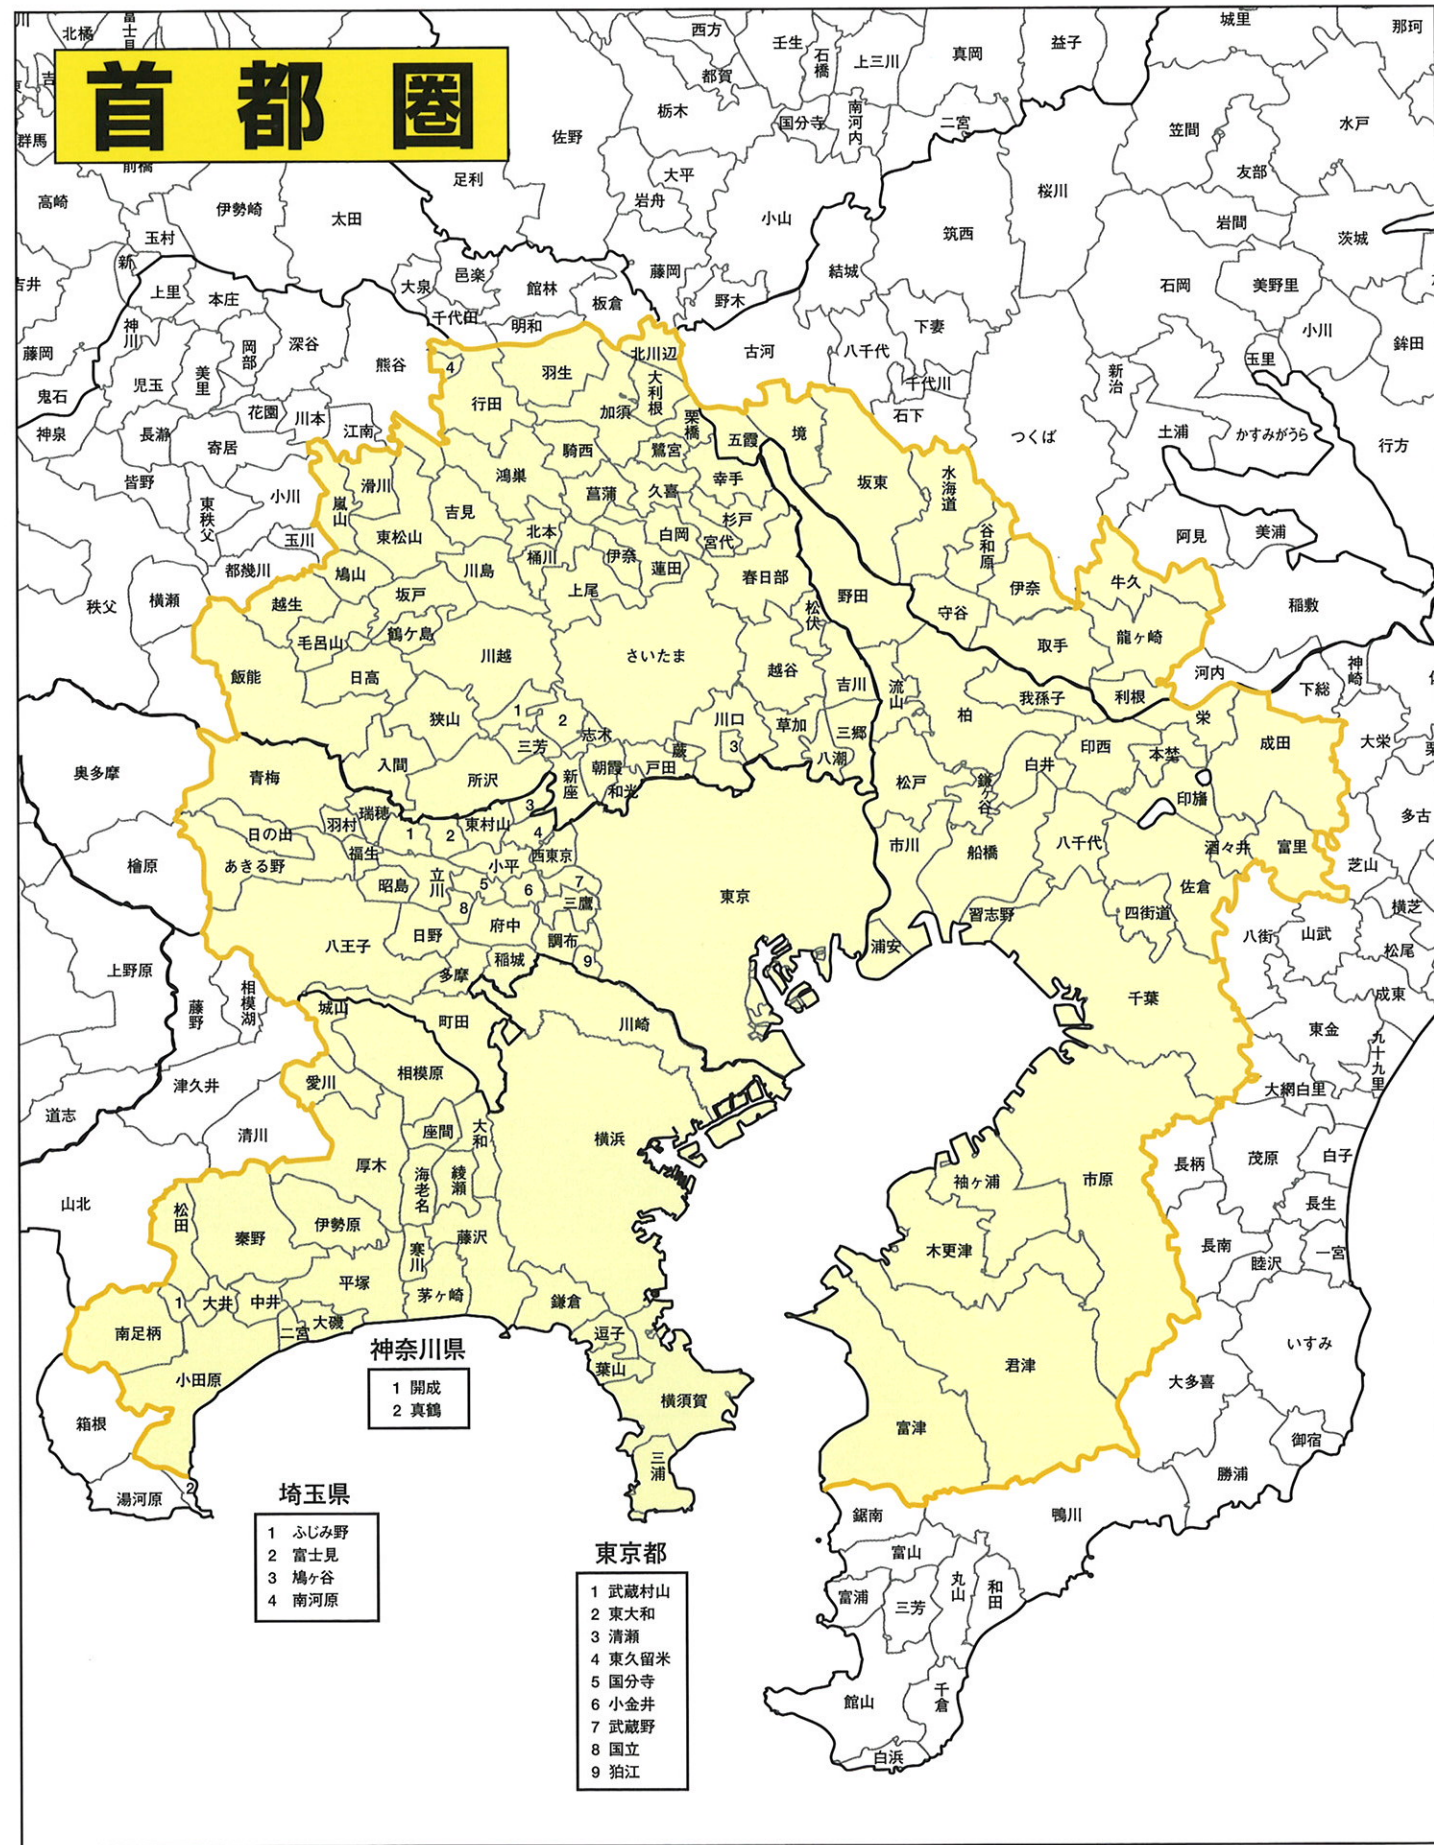 首都圏
北橘
西方
壬生
石橋
上三川
真岡
益子
城里
那珂
都賀
栃木
国分寺
南河内
二宮
笠間
水戸
群馬
前橋
佐野
大平
友部
高崎
伊勢崎
太田
足利
岩舟
小山
桜川
岩間
玉村
筑西
茨城
新
吉井
上里
本庄
大泉
邑楽
館林
板倉
藤岡
野木
結城
石岡
美野里
千代田
明和
神川
下妻
小川
鉾田
藤岡
岡部
深谷
熊谷
北川辺
古河
八千代
玉里
鬼石
児玉
美里
4
羽生
大利根
千代川
新治
花園
川本
行田
加須
栗橋
石下
神泉
長瀞
寄居
江南
騎西
鷲宮
五霞
境
つくば
土浦
かすみがうら
行方
皆野
小川
嵐山
滑川
鴻巣
菖蒲
久喜
幸手
坂東
水海道
東秩父
吉見
杉戸
玉川
東松山
北本
桶川
伊奈
白岡
宮代
谷和原
阿見
美浦
都幾川
鳩山
川島
蓮田
春日部
牛久
秩父
横瀬
越生
坂戸
上尾
松伏
野田
守谷
伊奈
稲敷
毛呂山
鶴ケ島
川越
さいたま
越谷
取手
龍ヶ崎
飯能
日高
吉川
流山
我孫子
利根
河内
下総
神崎
狭山
1
2
志木
川口
草加
三郷
柏
栄
成田
大栄
奥多摩
青梅
入間
三芳
所沢
新座
朝霞
和光
戸田
蕨
3
八潮
松戸
鎌ヶ谷
白井
印西
本埜
印旛
多古
羽村
瑞穂
1
2
東村山
3
4
檜原
日の出
福生
小平
西東京
市川
船橋
八千代
酒々井
富里
芝山
あきる野
昭島
立川
5
6
7
三鷹
東京
佐倉
8
習志野
四街道
横芝
八王子
日野
府中
調布
9
浦安
八街
山武
松尾
上野原
多摩
稲城
藤野
相模湖
城山
町田
川崎
千葉
成東
東金
九十九里
津久井
愛川
相模原
大網白里
道志
清川
座間
大和
横浜
厚木
海老名
綾瀬
袖ヶ浦
市原
長柄
茂原
白子
山北
松田
秦野
伊勢原
寒川
藤沢
木更津
長南
長生
睦沢
一宮
1
大井
中井
平塚
茅ヶ崎
鎌倉
南足柄
二宮
大磯
逗子
いすみ
神奈川県
1 開成
2 真鶴
小田原
葉山
横須賀
君津
大多喜
箱根
富津
三浦
御宿
湯河原
2
勝浦
埼玉県
1 ふじみ野
2 富士見
3 鳩ヶ谷
4 南河原
鋸南
鴨川
東京都
1 武蔵村山
2 東大和
3 清瀬
4 東久留米
5 国分寺
6 小金井
7 武蔵野
8 国立
9 狛江
富山
富浦
三芳
丸山
和田
館山
千倉
白浜